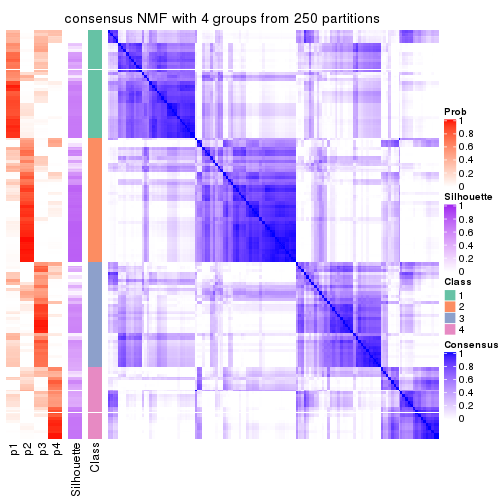 consensus NMF with 4 groups from 250 partitions
Prob
1
0.8
0.6
0.4
0.2
0
Silhouette
1
0.8
0.6
0.4
0.2
0
Class
1
2
3
4
Consensus
1
0.8
0.6
0.4
0.2
0
p1
p2
p3
p4
Silhouette
Class